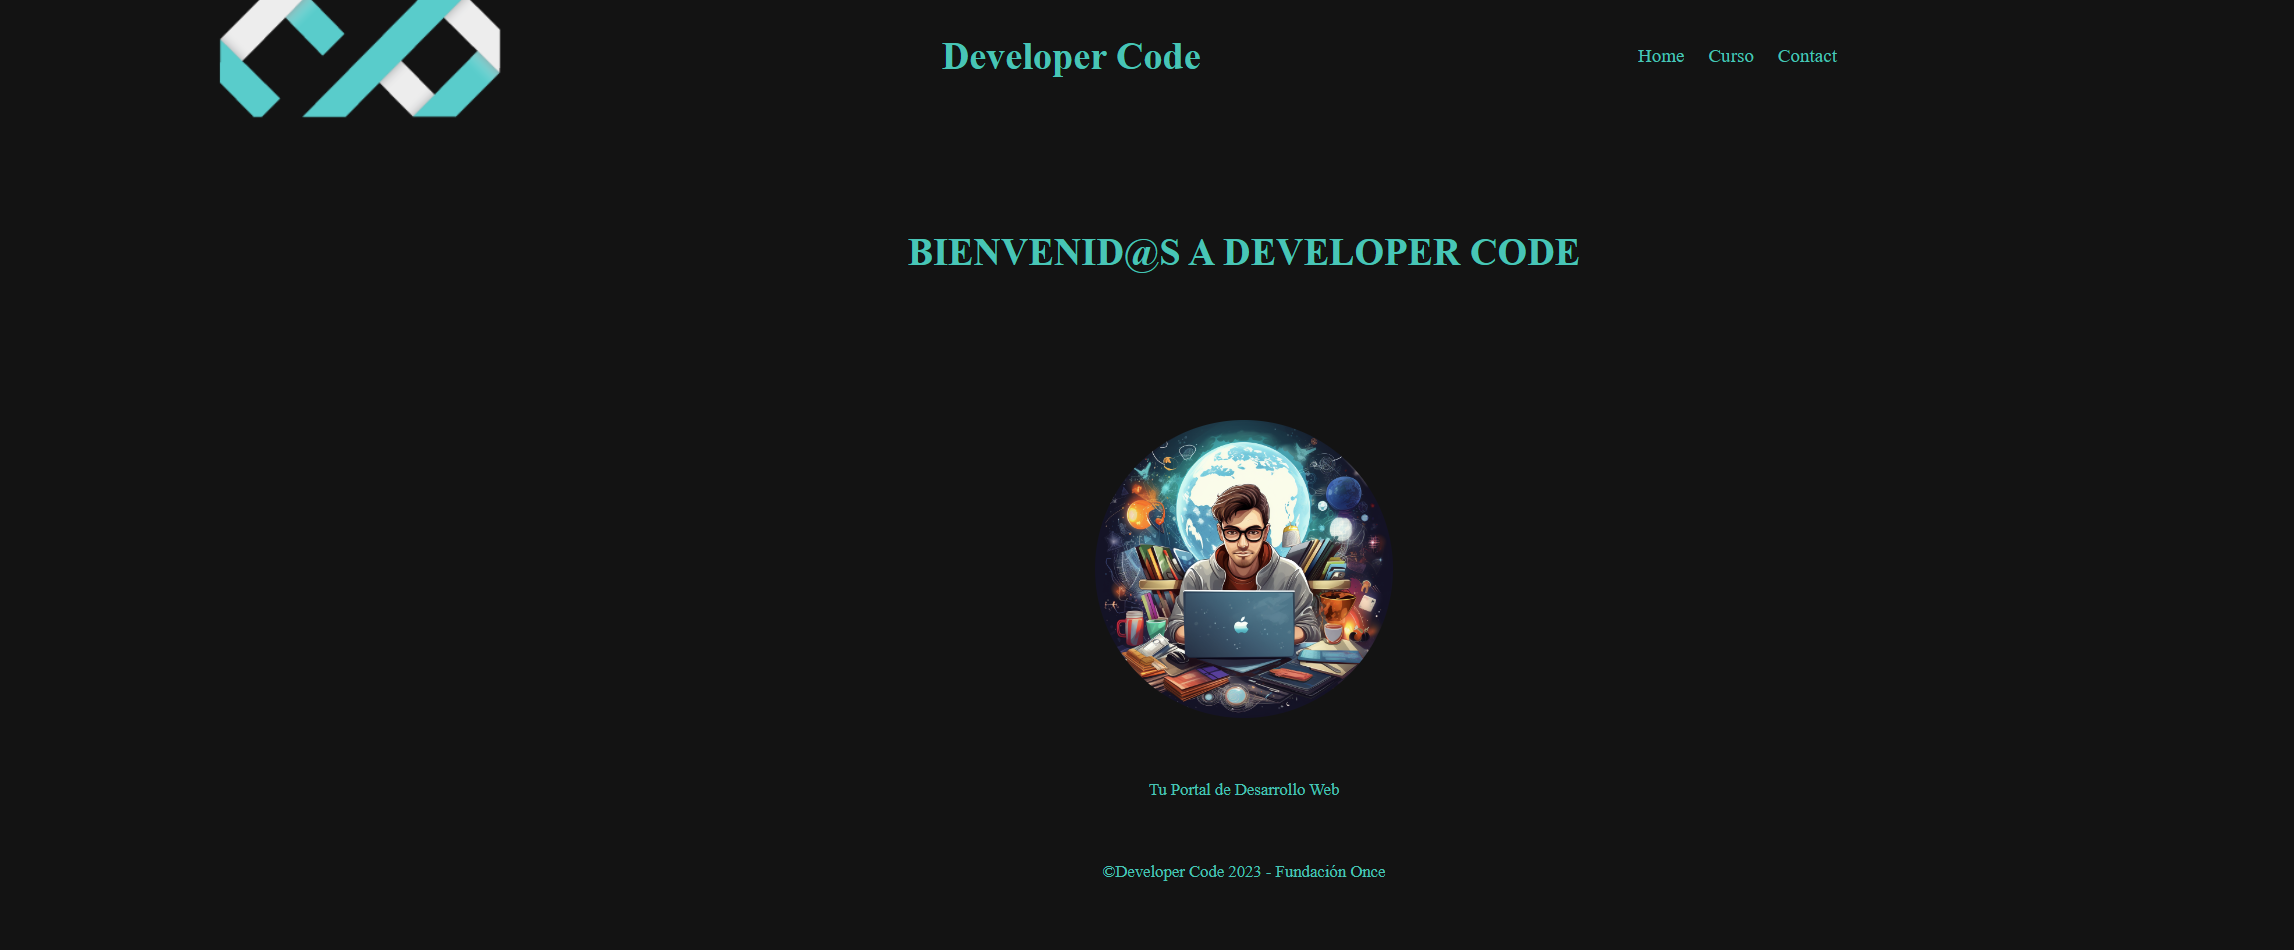 Developer Code
Home Curso Contact
BIENVENID@S A DEVELOPER CODE
Tu Portal de Desarrollo Web
©Developer Code 2023 - Fundación Once